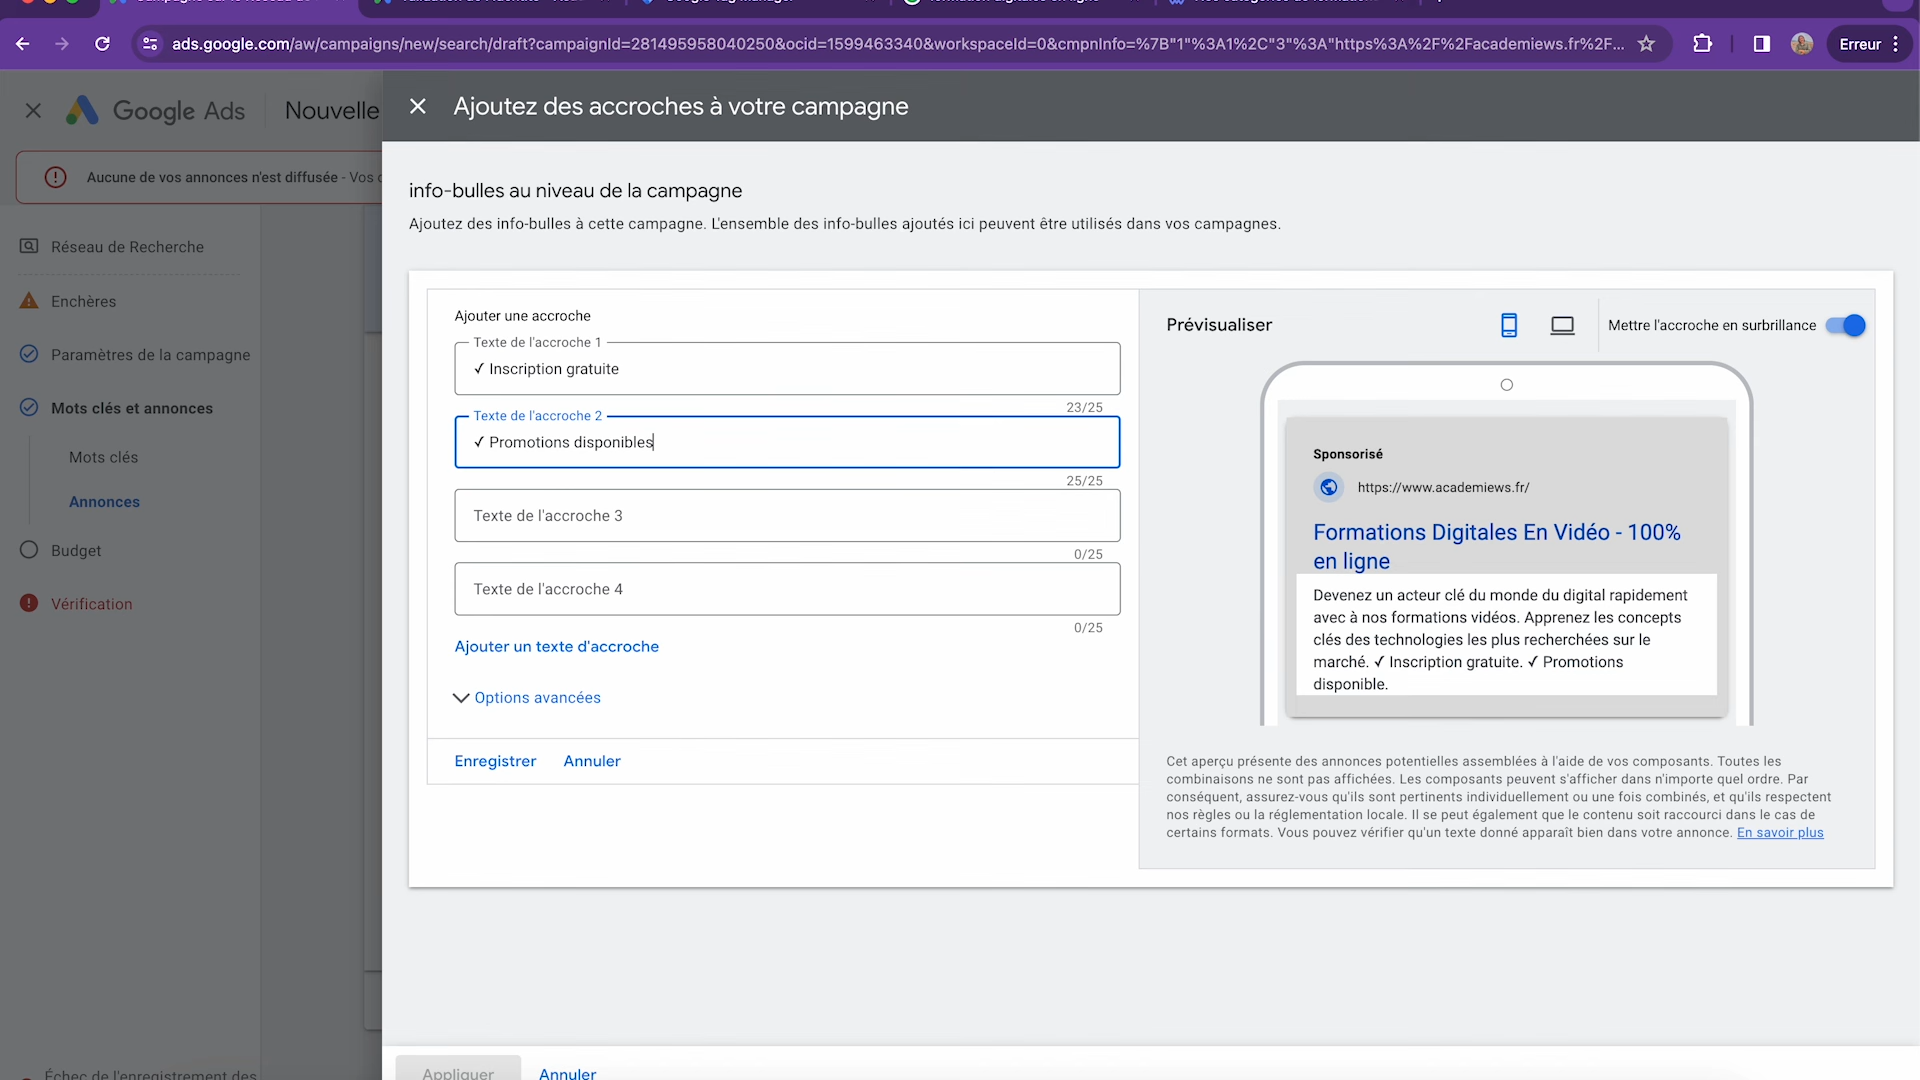 ads.google.com/aw/campaigns/new/search/draft?campaignId=281495958040250&ocid=1599463340&workspaceId=0&cmpnInfo=%7B"1"%3A1%2C"3"%3A"https%3A%2F%2Facademiews.fr%2F...
Erreur
Google Ads
Nouvelle
Ajoutez des accroches à votre campagne
Aucune de vos annonces n'est diffusée - Vos
Réseau de Recherche
Enchères
Paramètres de la campagne
Mots clés et annonces
Mots clés
Annonces
Budget
Vérification
Échec de l'enregistrement des
info-bulles au niveau de la campagne
Ajoutez des info-bulles à cette campagne. L'ensemble des info-bulles ajoutés ici peuvent être utilisés dans vos campagnes.
Ajouter une accroche
Texte de l'accroche 1
✓ Inscription gratuite
23/25
Texte de l'accroche 2
✓ Promotions disponibles
25/25
Texte de l'accroche 3
0/25
Texte de l'accroche 4
0/25
Ajouter un texte d'accroche
Options avancées
Enregistrer Annuler
Prévisualiser
Mettre l'accroche en surbrillance
Sponsorisé
https://www.academiews.fr/
Formations Digitales En Vidéo - 100%
en ligne
Devenez un acteur clé du monde du digital rapidement
avec à nos formations vidéos. Apprenez les concepts
clés des technologies les plus recherchées sur le
marché. ✓ Inscription gratuite. ✓ Promotions
disponible.
Cet aperçu présente des annonces potentielles assemblées à l'aide de vos composants. Toutes les
combinaisons ne sont pas affichées. Les composants peuvent s'afficher dans n'importe quel ordre. Par
conséquent, assurez-vous qu'ils sont pertinents individuellement ou une fois combinés, et qu'ils respectent
nos règles ou la réglementation locale. Il se peut également que le contenu soit raccourci dans le cas de
certains formats. Vous pouvez vérifier qu'un texte donné apparaît bien dans votre annonce. En savoir plus
Appliquer Annuler